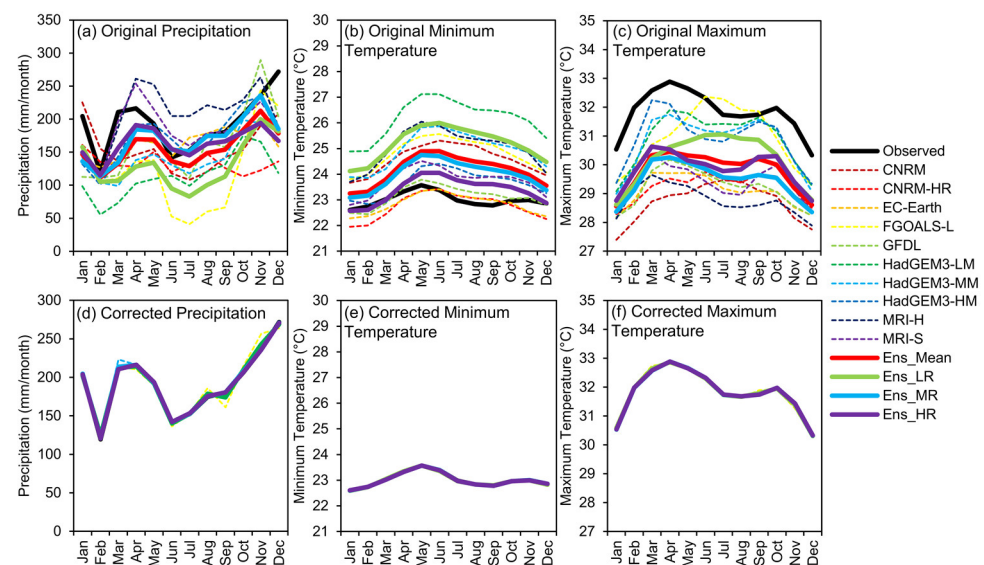 (a) Original Precipitation
Precipitation (mm/month)
350
300
250
200
150
100
50
0
Jan
Feb
Mar
Apr
May
Jun
Jul
Aug
Sep
Oct
Nov
Dec
(b) Original Minimum
Temperature
Minimum Temperature (°C)
30
29
28
27
26
25
24
23
22
21
Jan
Feb
Mar
Apr
May
Jun
Jul
Aug
Sep
Oct
Nov
Dec
(c) Original Maximum
Temperature
Maximum Temperature (°C)
35
34
33
32
31
30
29
28
27
Jan
Feb
Mar
Apr
May
Jun
Jul
Aug
Sep
Oct
Nov
Dec
Observed
CNRM
CNRM-HR
EC-Earth
FGOALS-L
GFDL
HadGEM3-LM
HadGEM3-MM
HadGEM3-HM
MRI-H
MRI-S
Ens_Mean
Ens_LR
Ens_MR
Ens_HR
(d) Corrected Precipitation
Precipitation (mm/month)
300
250
200
150
100
50
0
Jan
Feb
Mar
Apr
May
Jun
Jul
Aug
Sep
Oct
Nov
Dec
(e) Corrected Minimum
Temperature
Minimum Temperature (°C)
30
29
28
27
26
25
24
23
22
21
Jan
Feb
Mar
Apr
May
Jun
Jul
Aug
Sep
Oct
Nov
Dec
(f) Corrected Maximum
Temperature
Maximum Temperature (°C)
35
34
33
32
31
30
29
28
27
Jan
Feb
Mar
Apr
May
Jun
Jul
Aug
Sep
Oct
Nov
Dec